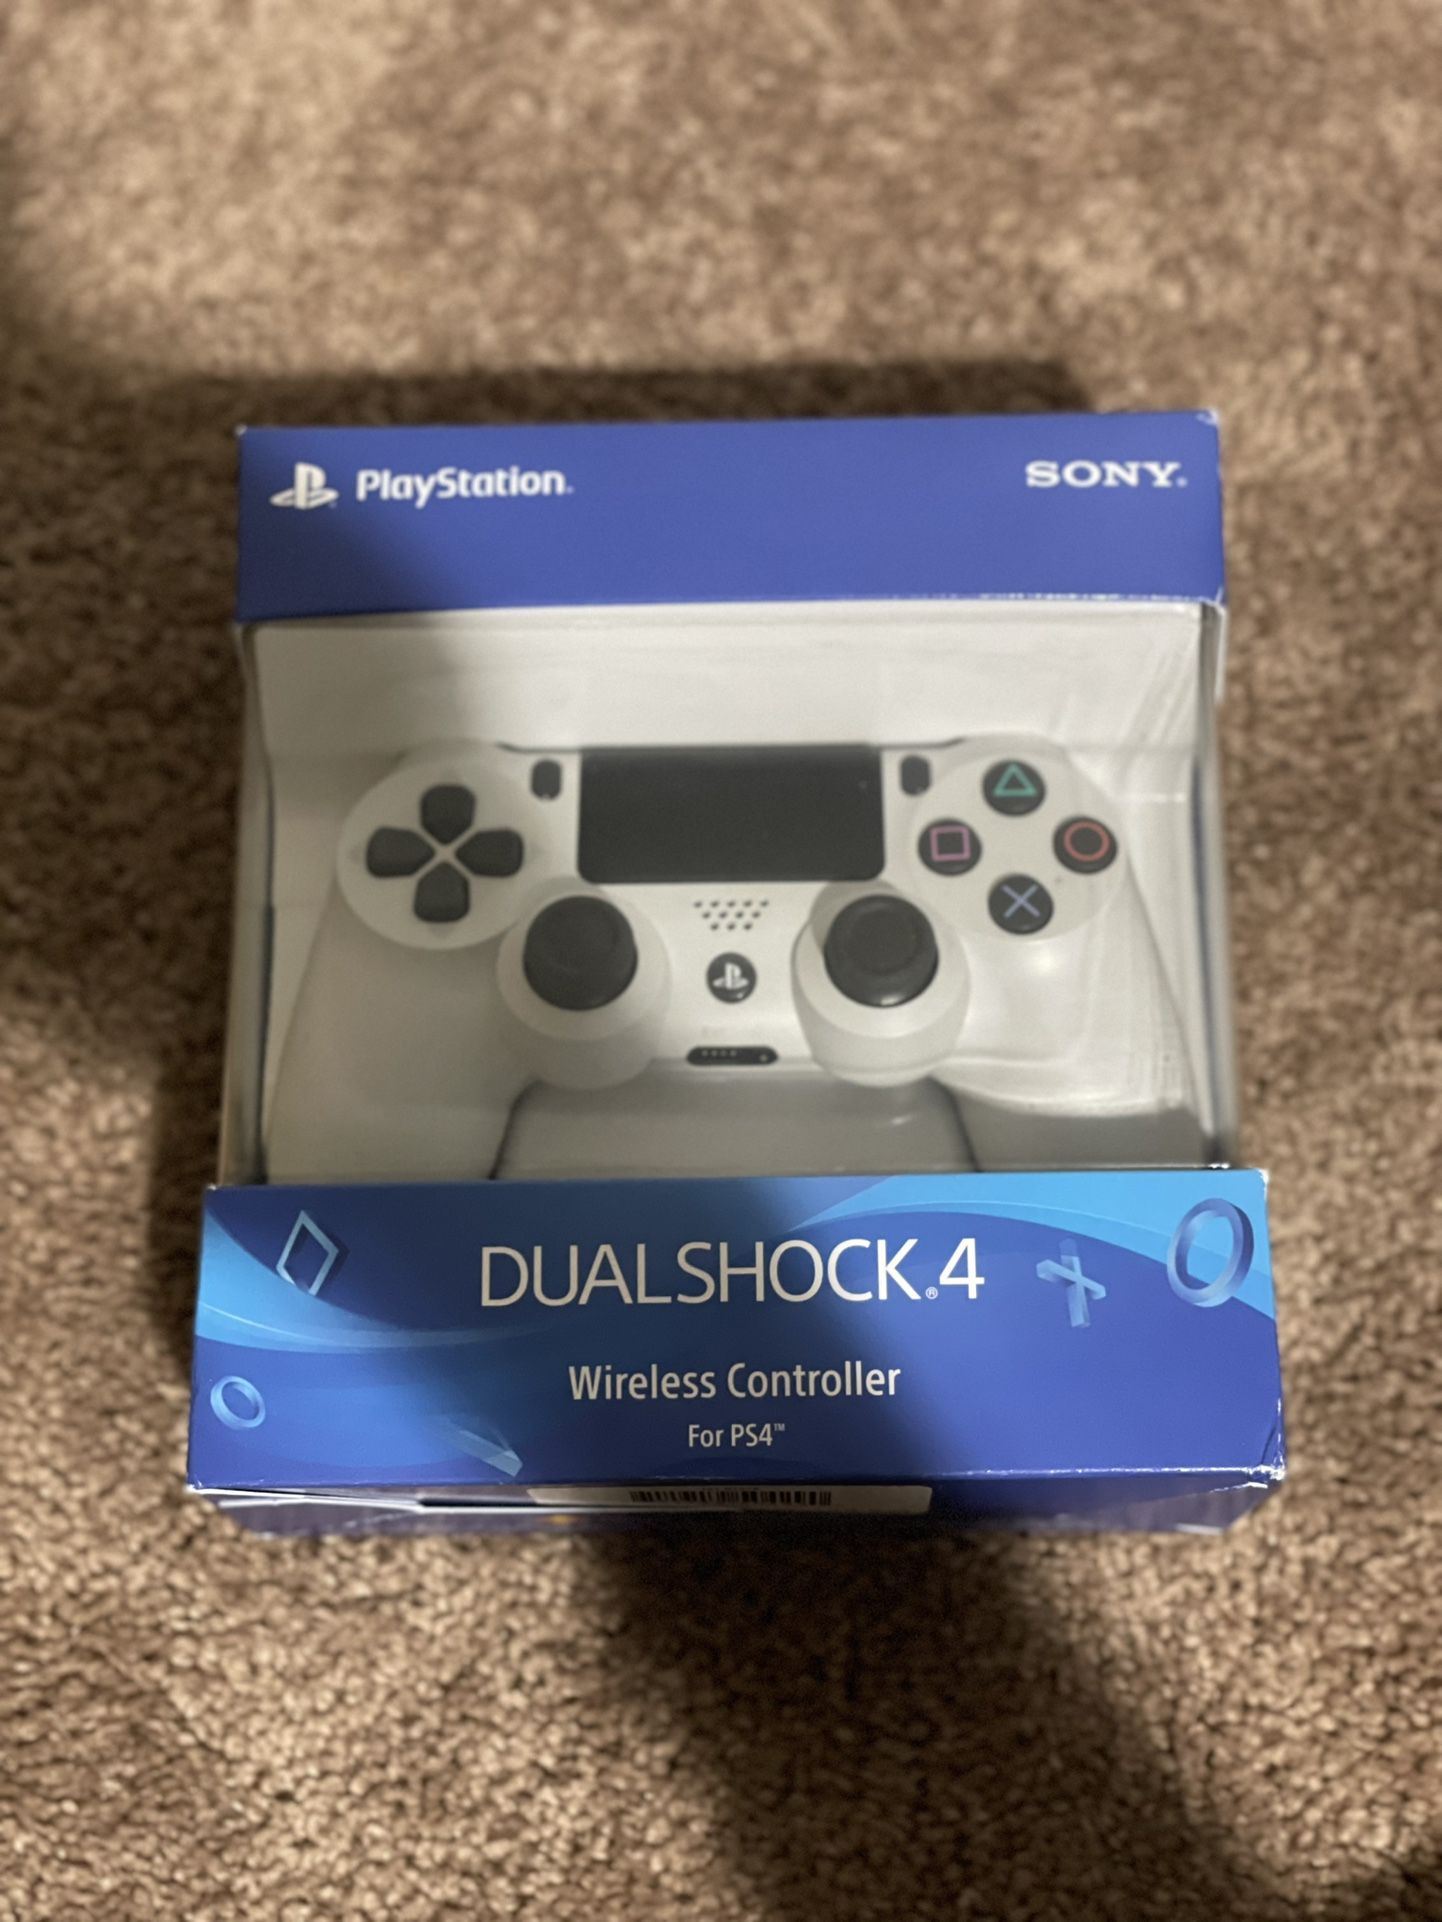 PlayStation®
SONY®
DUALSHOCK®4
Wireless Controller
For PS4™